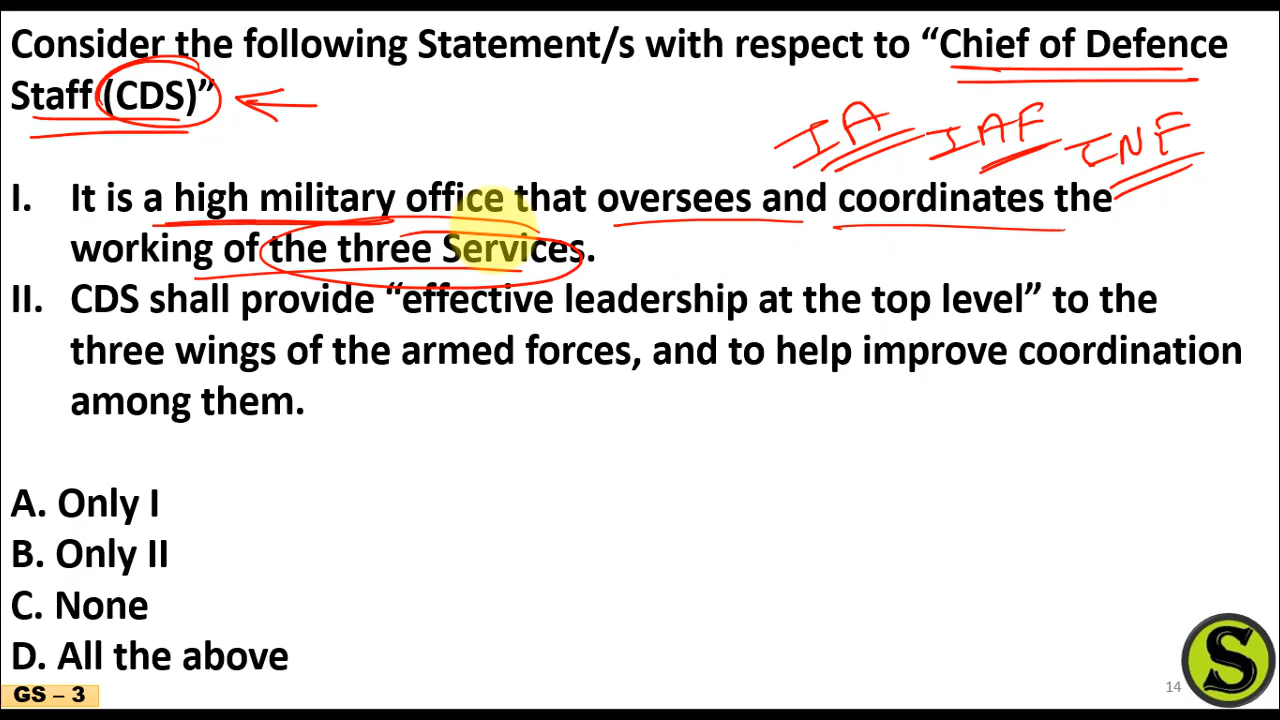 Consider the following Statement/s with respect to “Chief of Defence
Staff (CDS)”
IA IAF INF
I. It is a high military office that oversees and coordinates the
working of the three Services.
II. CDS shall provide “effective leadership at the top level” to the
three wings of the armed forces, and to help improve coordination
among them.
A. Only I
B. Only II
C. None
D. All the above
GS – 3
14
S